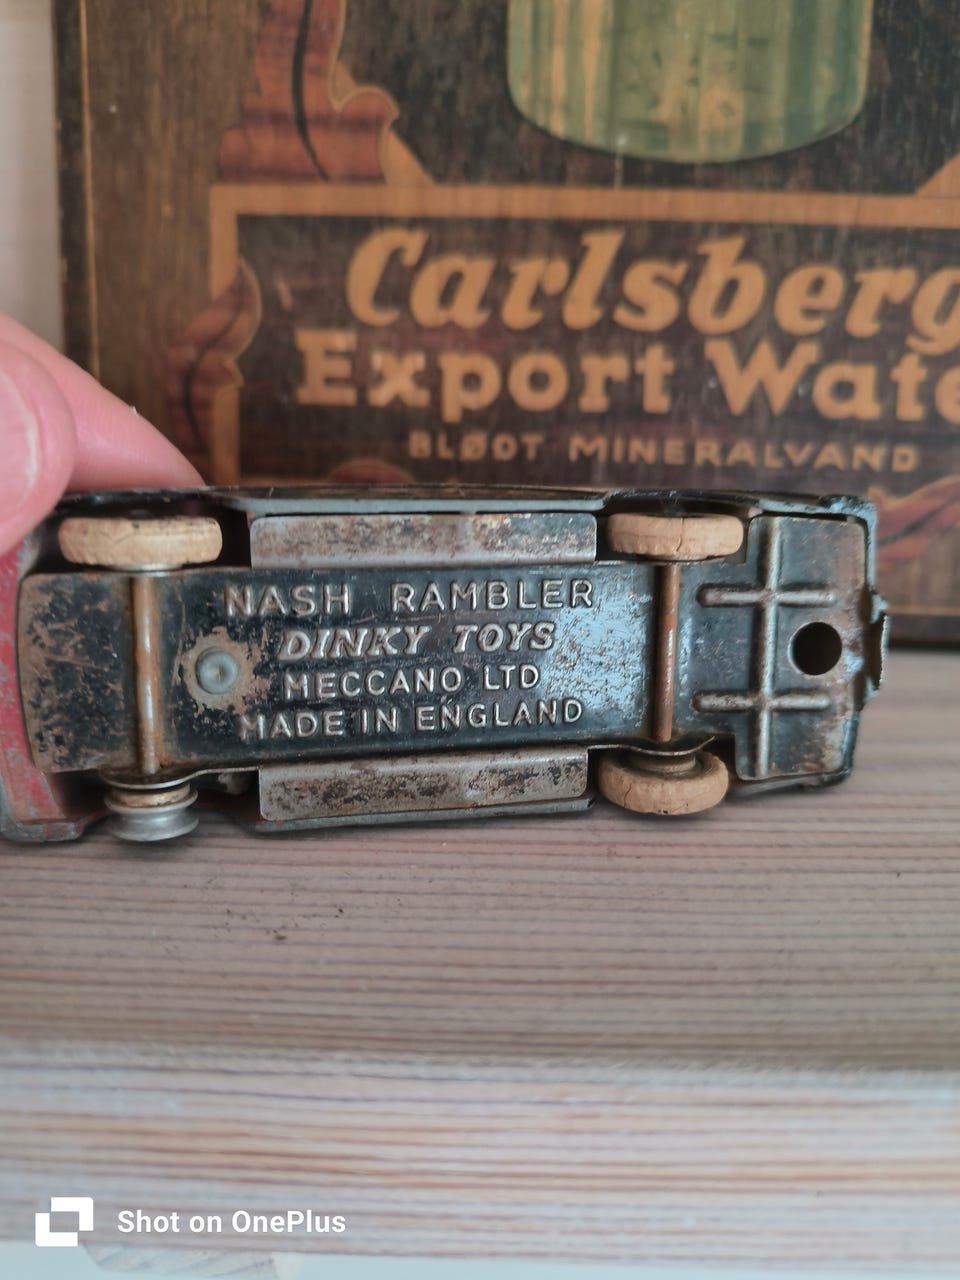 Carlsberg
Export Wate
BLØDT MINERALVAND
NASH RAMBLER
DINKY TOYS
MECCANO LTD
MADE IN ENGLAND
Shot on OnePlus